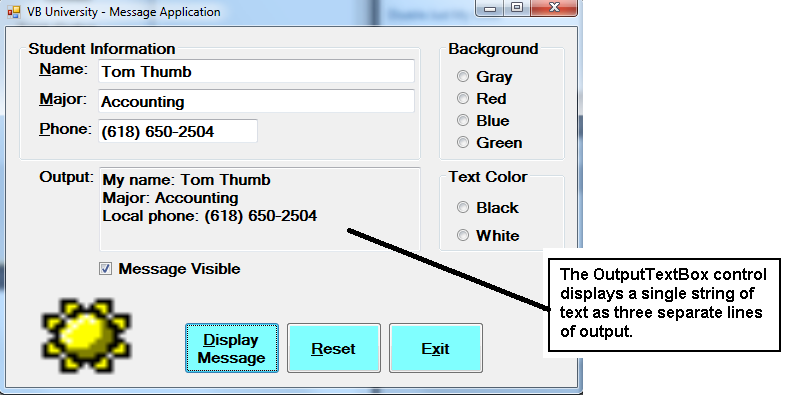 VB University - Message Application
Student Information
Name: Tom Thumb
Major: Accounting
Phone: (618) 650-2504
Background
Gray
Red
Blue
Green
Output: My name: Tom Thumb
Major: Accounting
Local phone: (618) 650-2504
Text Color
Black
White
Message Visible
Display
Message
Reset
Exit
The OutputTextBox control
displays a single string of
text as three separate lines
of output.